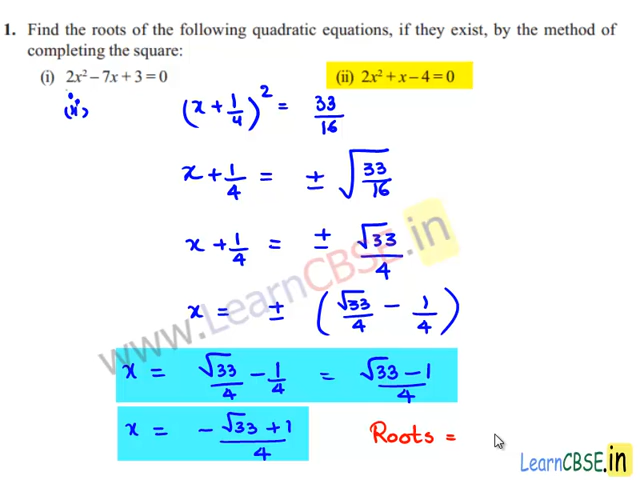 1. Find the roots of the following quadratic equations, if they exist, by the method of
completing the square:
(i) 2x² – 7x + 3 = 0 (ii) 2x² + x – 4 = 0
(ii) (x + 1/4)² = 33/16
x + 1/4 = ± √(33/16)
x + 1/4 = ± √33/4
x = ± (√33/4 - 1/4)
x = √33/4 - 1/4 = √33 - 1/4
x = - √33 + 1/4
Roots =
www.LearnCBSE.in
LearnCBSE.in